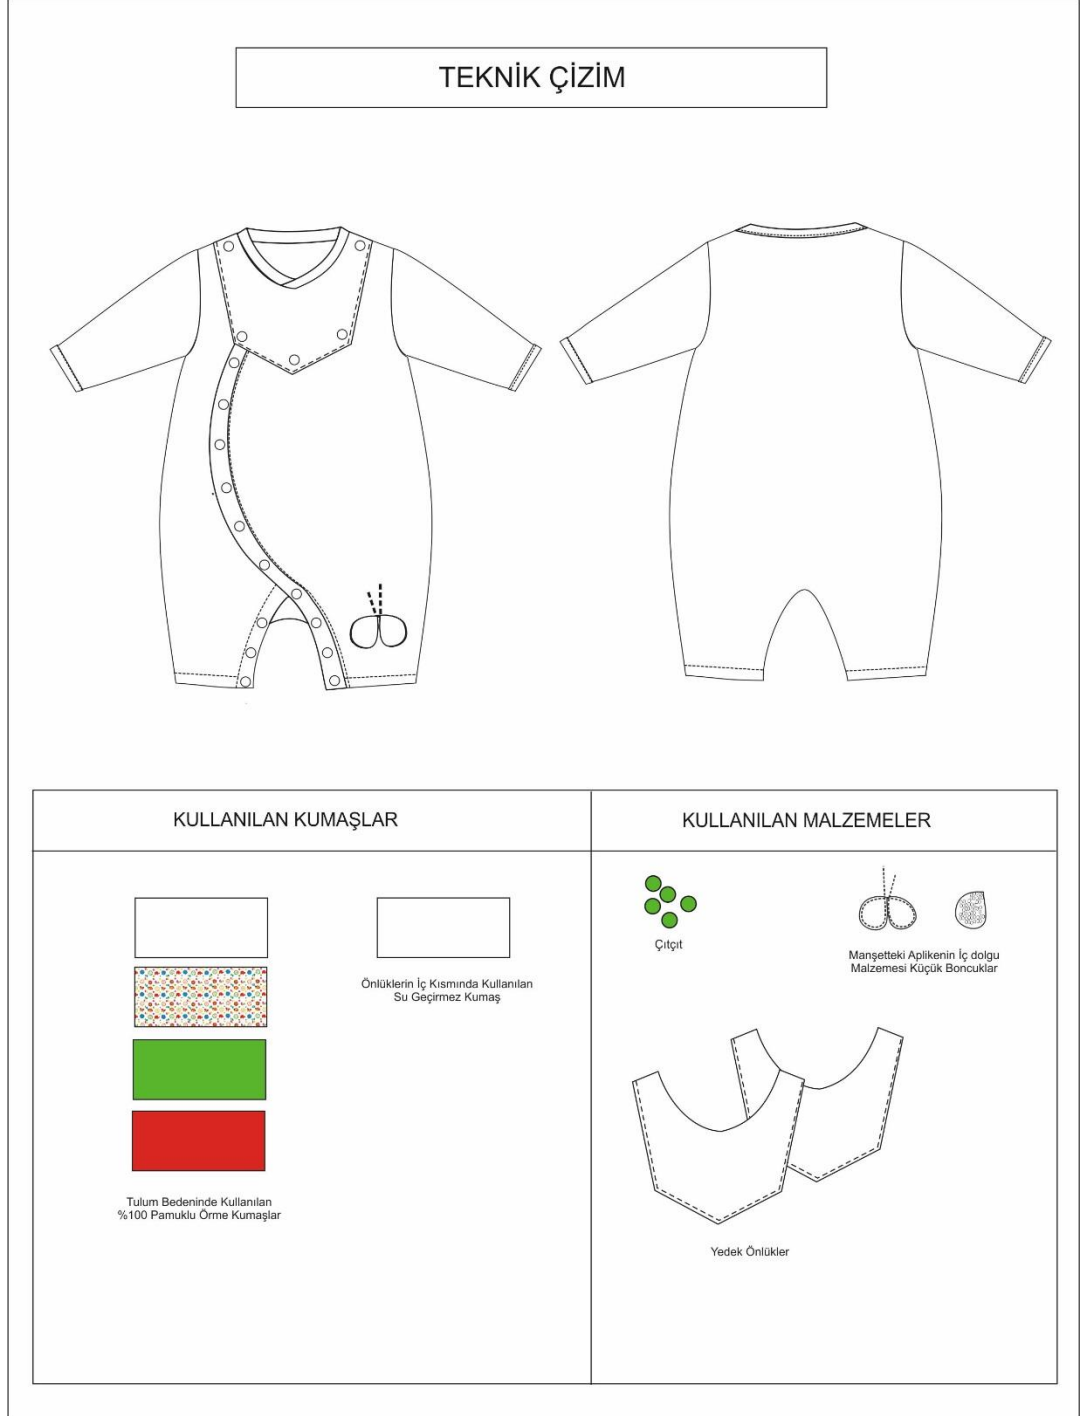 TEKNİK ÇİZİM
KULLANILAN KUMAŞLAR
KULLANILAN MALZEMELER
Çıtçıt
Manşetteki Aplikenin İç dolgu
Malzemesi Küçük Boncuklar
Önlüklerin İç Kısmında Kullanılan
Su Geçirmez Kumaş
Tulum Bedeninde Kullanılan
%100 Pamuklu Örme Kumaşlar
Yedek Önlükler